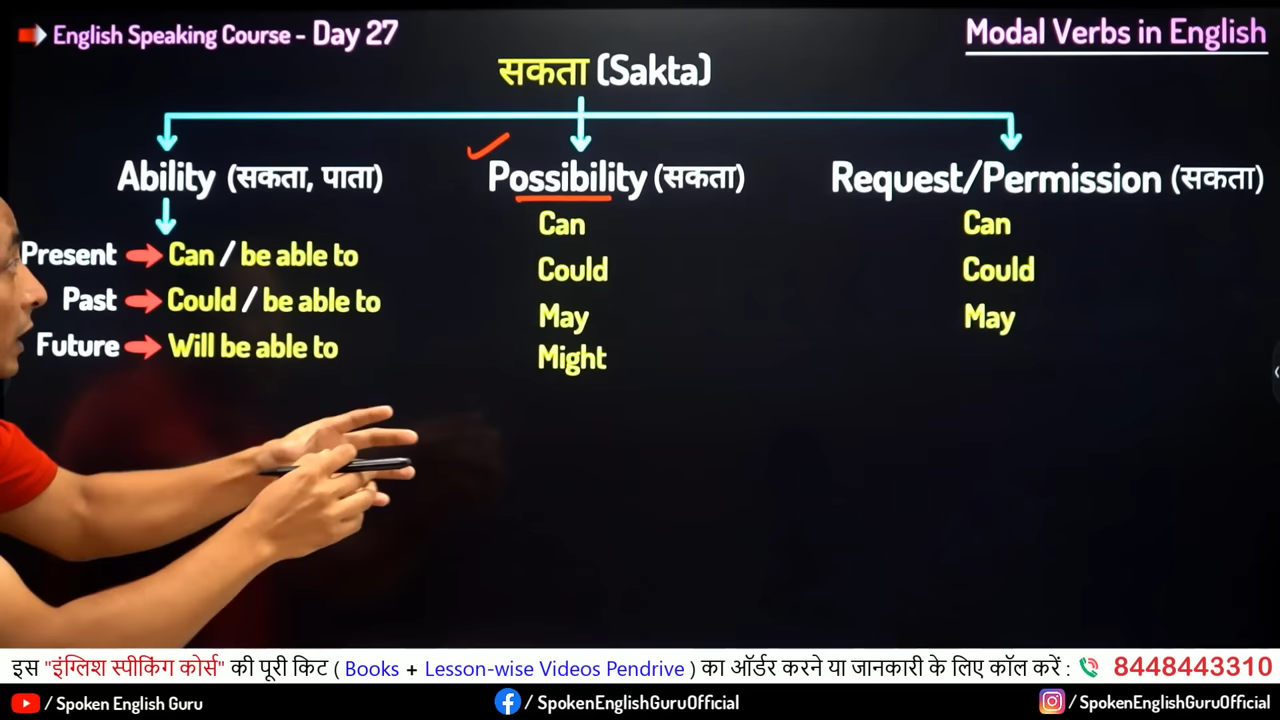 English Speaking Course - Day 27
Modal Verbs in English
सकता (Sakta)
Ability (सकता, पाता)
Present Can / be able to
Past Could / be able to
Future Will be able to
Possibility (सकता)
Can
Could
May
Might
Request/Permission (सकता)
Can
Could
May
इस "इंग्लिश स्पीकिंग कोर्स" की पूरी किट ( Books + Lesson-wise Videos Pendrive ) का ऑर्डर करने या जानकारी के लिए कॉल करें : 8448443310
/ Spoken English Guru
/ SpokenEnglishGuruOfficial
/SpokenEnglishGuruOfficial